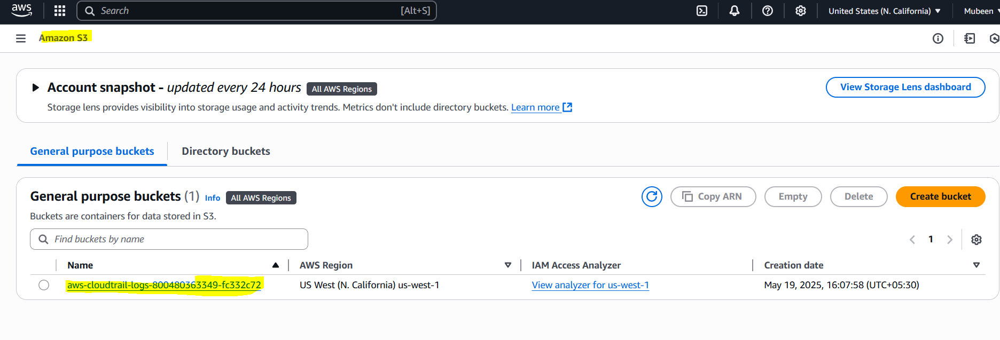 aws Search [Alt+S] United States (N. California) Mubeen
Amazon S3
Account snapshot - updated every 24 hours All AWS Regions View Storage Lens dashboard
Storage lens provides visibility into storage usage and activity trends. Metrics don't include directory buckets. Learn more
General purpose buckets Directory buckets
General purpose buckets (1) Info All AWS Regions Copy ARN Empty Delete Create bucket
Buckets are containers for data stored in S3.
Find buckets by name 1
Name AWS Region IAM Access Analyzer Creation date
aws-cloudtrail-logs-800480363349-fc332c72 US West (N. California) us-west-1 View analyzer for us-west-1 May 19, 2025, 16:07:58 (UTC+05:30)